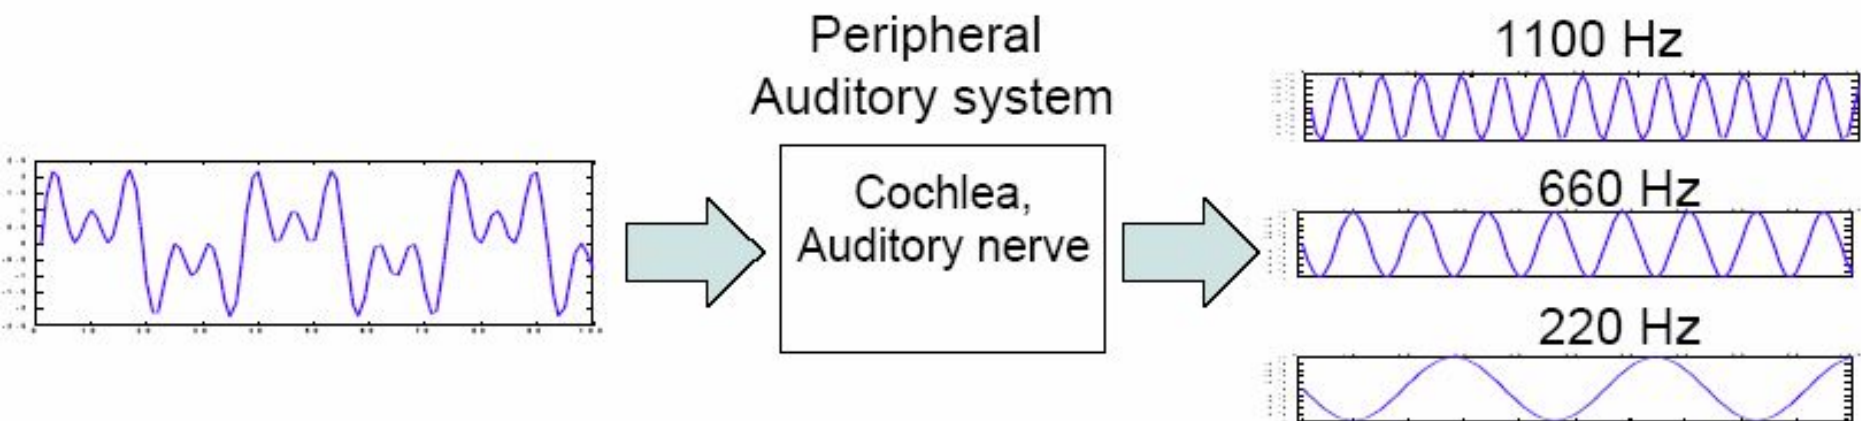 Peripheral
Auditory system
Cochlea,
Auditory nerve
1100 Hz
660 Hz
220 Hz